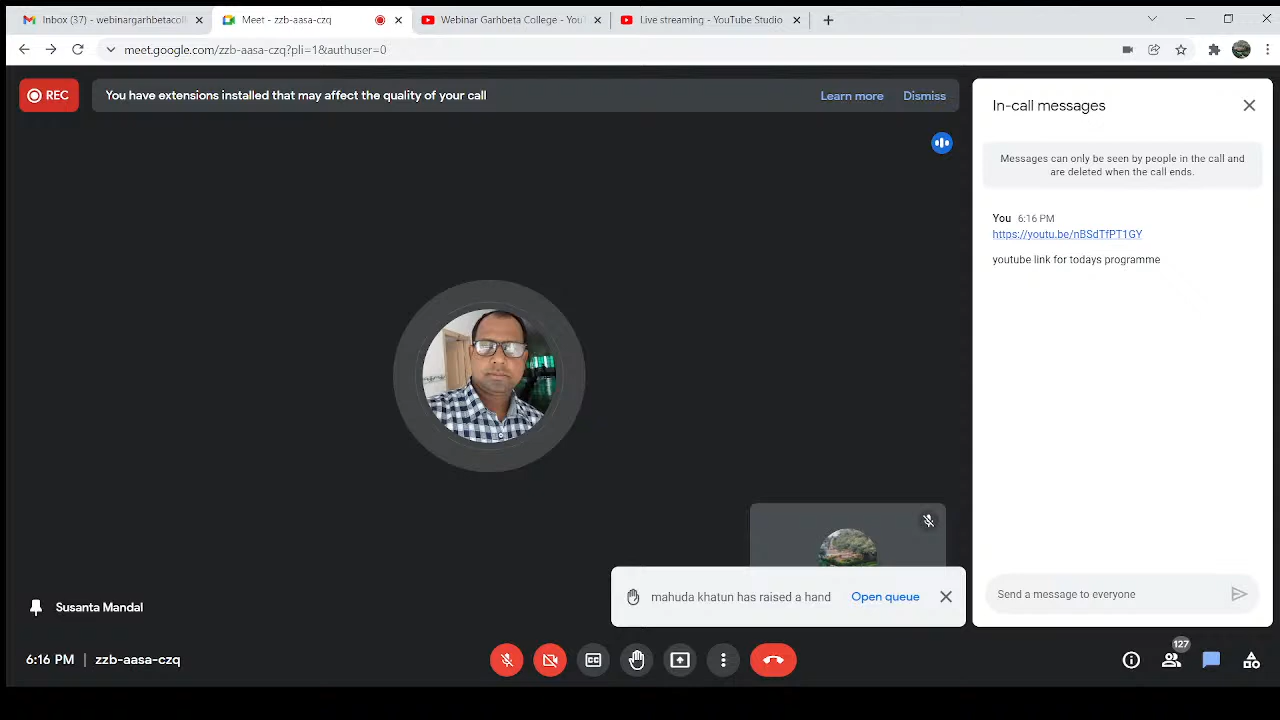 Inbox (37) - webinargarhbetacoll
Meet - zzb-aasa-czq
Webinar Garhbeta College - You
Live streaming - YouTube Studio
meet.google.com/zzb-aasa-czq?pli=1&authuser=0
REC
You have extensions installed that may affect the quality of your call
Learn more
Dismiss
In-call messages
Messages can only be seen by people in the call and
are deleted when the call ends.
You 6:16 PM
https://youtu.be/nBSdTfPT1GY
youtube link for todays programme
mahuda khatun has raised a hand
Open queue
Send a message to everyone
Susanta Mandal
6:16 PM | zzb-aasa-czq
127